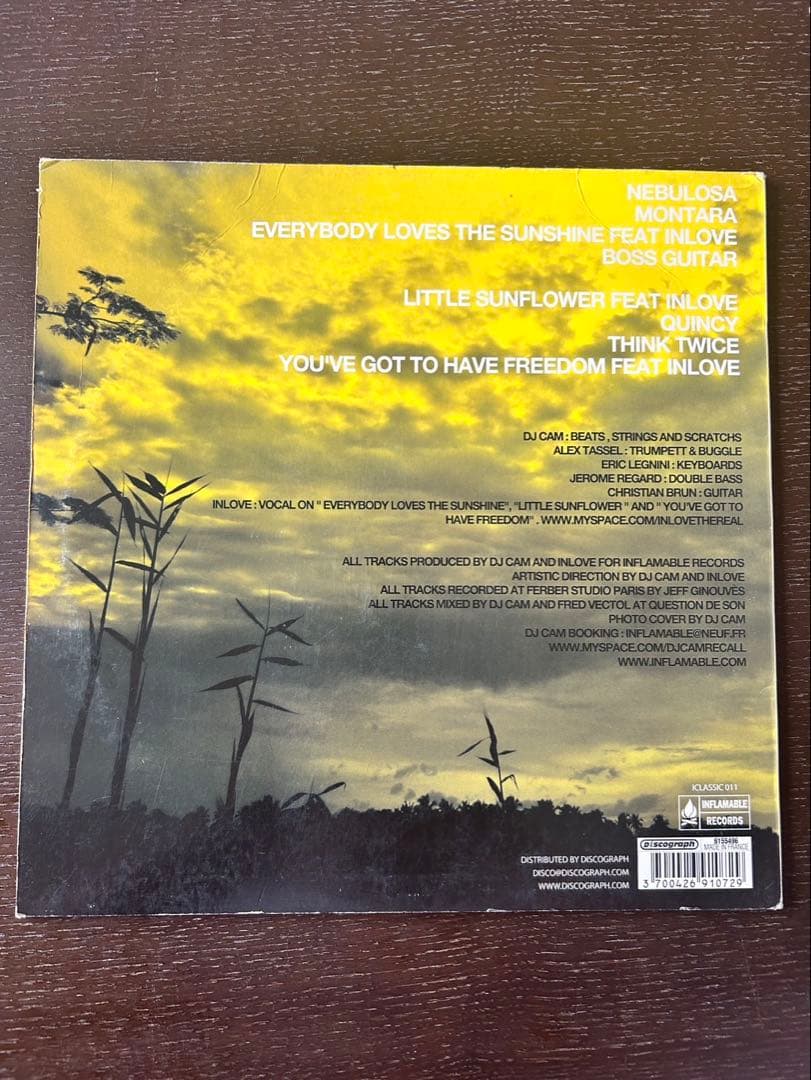 NEBULOSA
MONTARA
EVERYBODY LOVES THE SUNSHINE FEAT INLOVE
BOSS GUITAR
LITTLE SUNFLOWER FEAT INLOVE
QUINCY
THINK TWICE
YOU'VE GOT TO HAVE FREEDOM FEAT INLOVE
DJ CAM : BEATS , STRINGS AND SCRATCHS
ALEX TASSEL : TRUMPETT & BUGGLE
ERIC LEGNINI : KEYBOARDS
JEROME REGARD : DOUBLE BASS
CHRISTIAN BRUN : GUITAR
INLOVE : VOCAL ON " EVERYBODY LOVES THE SUNSHINE", "LITTLE SUNFLOWER " AND " YOU'VE GOT TO
HAVE FREEDOM" . WWW.MYSPACE.COM/INLOVETHEREAL
ALL TRACKS PRODUCED BY DJ CAM AND INLOVE FOR INFLAMABLE RECORDS
ARTISTIC DIRECTION BY DJ CAM AND INLOVE
ALL TRACKS RECORDED AT FERBER STUDIO PARIS BY JEFF GINOUVÈS
ALL TRACKS MIXED BY DJ CAM AND FRED VECTOL AT QUESTION DE SON
PHOTO COVER BY DJ CAM
DJ CAM BOOKING : INFLAMABLE@NEUF.FR
WWW.MYSPACE.COM/DJCAMRECALL
WWW.INFLAMABLE.COM
ICLASSIC 011
INFLAMABLE
RECORDS
Discograph
6155496
MADE IN FRANCE
DISTRIBUTED BY DISCOGRAPH
DISCO@DISCOGRAPH.COM
WWW.DISCOGRAPH.COM
3 700426 910729